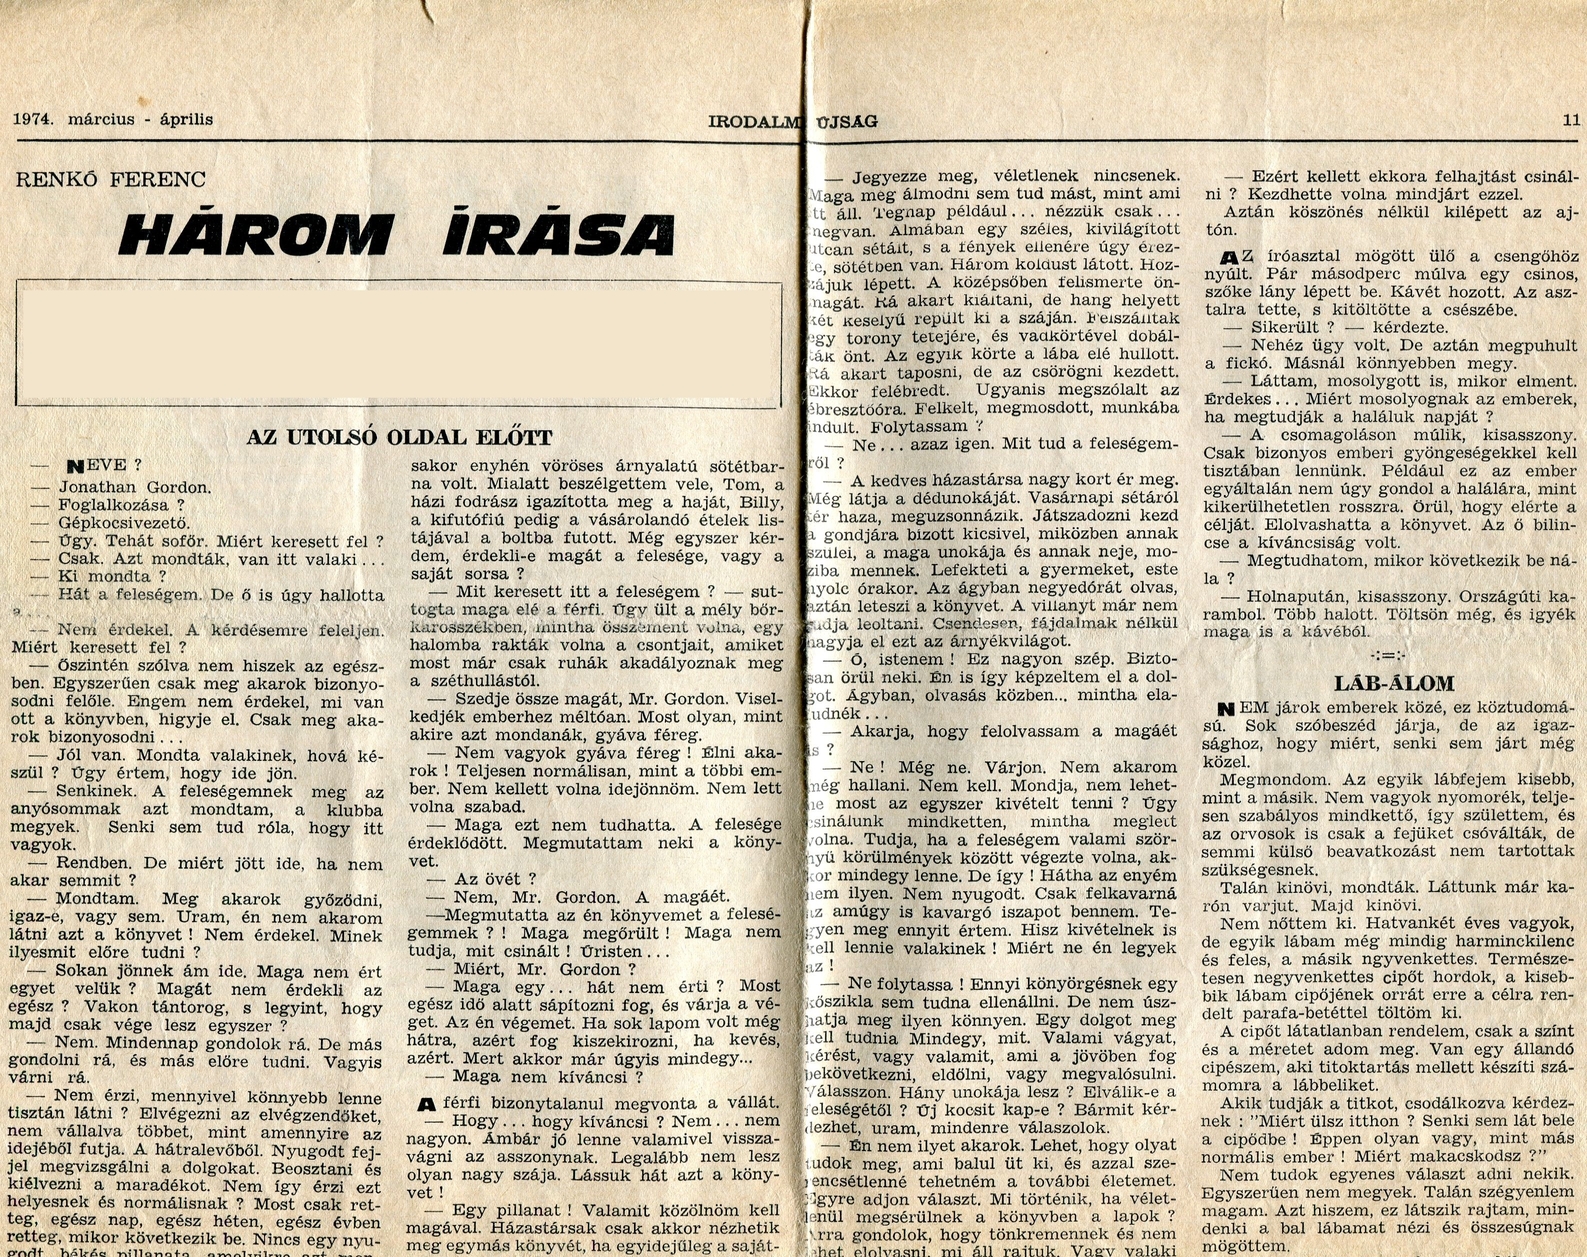 1974. március - április
IRODALMI ÚJSÁG
11
RENKÓ FERENC
HÁROM ÍRÁSA
AZ UTOLSÓ OLDAL ELŐTT
— NEVE ?
— Jonathan Gordon.
— Foglalkozása ?
— Gépkocsivezető.
— Úgy. Tehát sofőr. Miért keresett fel ?
— Csak. Azt mondták, van itt valaki...
— Ki mondta ?
— Hát a feleségem. De ő is úgy hallotta
a....
— Nem érdekel. A kérdésemre feleljen.
Miért keresett fel ?
— Őszintén szólva nem hiszek az egész-
ben. Egyszerűen csak meg akarok bizonyo-
sodni felőle. Engem nem érdekel, mi van
ott a könyvben, higyje el. Csak meg aka-
rok bizonyosodni...
— Jól van. Mondta valakinek, hová ké-
szül ? Úgy értem, hogy ide jön.
— Senkinek. A feleségemnek meg az
anyósommak azt mondtam, a klubba
megyek. Senki sem tud róla, hogy itt
vagyok.
— Rendben. De miért jött ide, ha nem
akar semmit ?
— Mondtam. Meg akarok győződni,
igaz-e, vagy sem. Uram, én nem akarom
látni azt a könyvet ! Nem érdekel. Minek
ilyesmit előre tudni ?
— Sokan jönnek ám ide. Maga nem ért
egyet velük ? Magát nem érdekli az
egész ? Vakon tántorog, s legyint, hogy
majd csak vége lesz egyszer ?
— Nem. Mindennap gondolok rá. De más
gondolni rá, és más előre tudni. Vagyis
várni rá.
— Nem érzi, mennyivel könnyebb lenne
tisztán látni ? Elvégezni az elvégzendőket,
nem vállalva többet, mint amennyire az
idejéből futja. A hátralevőből. Nyugodt fej-
jel megvizsgálni a dolgokat. Beosztani és
kiélvezni a maradékot. Nem így érzi ezt
helyesnek és normálisnak ? Most csak ret-
teg, egész nap, egész héten, egész évben
retteg, mikor következik be. Nincs egy nyu-
godt, békés pillanata, amelyikre azt mon-
sakor enyhén vöröses árnyalatú sötétbar-
na volt. Mialatt beszélgettem vele, Tom, a
házi fodrász igazította meg a haját, Billy,
a kifutófiú pedig a vásárolandó ételek lis-
tájával a boltba futott. Még egyszer kér-
dem, érdekli-e magát a felesége, vagy a
saját sorsa ?
— Mit keresett itt a feleségem ? — sut-
togta maga elé a férfi. Úgy ült a mély bőr-
karosszékben, mintha összement volna, egy
halomba rakták volna a csontjait, amiket
most már csak ruhák akadályoznak meg
a széthullástól.
— Szedje össze magát, Mr. Gordon. Visel-
kedjék emberhez méltóan. Most olyan, mint
akire azt mondanák, gyáva féreg.
— Nem vagyok gyáva féreg ! Élni aka-
rok ! Teljesen normálisan, mint a többi em-
ber. Nem kellett volna idejönnöm. Nem lett
volna szabad.
— Maga ezt nem tudhatta. A felesége
érdeklődött. Megmutattam neki a köny-
vet.
— Az övét ?
— Nem, Mr. Gordon. A magáét.
—Megmutatta az én könyvemet a felesé-
gemmek ? ! Maga megőrült ! Maga nem
tudja, mit csinált ! Úristen...
— Miért, Mr. Gordon ?
— Maga egy... hát nem érti ? Most
egész idő alatt sápítozni fog, és várja a vé-
get. Az én végemet. Ha sok lapom volt még
hátra, azért fog kiszekirozni, ha kevés,
azért. Mert akkor már úgyis mindegy...
— Maga nem kíváncsi ?
A férfi bizonytalanul megvonta a vállát.
— Hogy... hogy kíváncsi ? Nem... nem
nagyon. Ámbár jó lenne valamivel vissza-
vágni az asszonynak. Legalább nem lesz
olyan nagy szája. Lássuk hát azt a köny-
vet !
— Egy pillanat ! Valamit közölnöm kell
magával. Házastársak csak akkor nézhetik
meg egymás könyvét, ha egyidejűleg a saját-
— Jegyezze meg, véletlenek nincsenek.
Maga meg álmodni sem tud mást, mint ami
itt áll. Tegnap például... nézzük csak...
megvan. Álmában egy széles, kivilágított
utcán sétált, s a fények ellenére úgy érez-
te, sötétben van. Három koldust látott. Hoz-
zájuk lépett. A középsőben felismerte ön-
magát. Rá akart kiáltani, de hang helyett
két keselyű repült ki a száján. Felszálltak
egy torony tetejére, és vadkörtével dobál-
ták önt. Az egyik körte a lába elé hullott.
Rá akart taposni, de az csörögni kezdett.
Ekkor felébredt. Ugyanis megszólalt az
ébresztőóra. Felkelt, megmosdott, munkába
indult. Folytassam ?
— Ne... azaz igen. Mit tud a feleségem-
ről ?
— A kedves házastársa nagy kort ér meg.
Még látja a dédunokáját. Vasárnapi sétáról
tér haza, meguzsonnázik. Játszadozni kezd
a gondjára bízott kicsivel, miközben annak
szülei, a maga unokája és annak neje, mo-
ziba mennek. Lefekteti a gyermeket, este
nyolc órakor. Az ágyban negyedórát olvas,
aztán leteszi a könyvet. A villanyt már nem
tudja leoltani. Csendesen, fájdalmak nélkül
hagyja el ezt az árnyékvilágot.
— Ó, istenem ! Ez nagyon szép. Bizto-
san örül neki. Én is így képzeltem el a dol-
got. Ágyban, olvasás közben... mintha ela-
ludnék...
— Akarja, hogy felolvassam a magáét
is ?
— Ne ! Még ne. Várjon. Nem akarom
még hallani. Nem kell. Mondja, nem lehet-
ne most az egyszer kivételt tenni ? Úgy
csinálunk mindketten, mintha meglett
volna. Tudja, ha a feleségem valami ször-
nyű körülmények között végezte volna, ak-
kor mindegy lenne. De így ! Hátha az enyém
nem ilyen. Nem nyugodt. Csak felkavarná
az amúgy is kavargó iszapot bennem. Te-
gyen meg ennyit értem. Hisz kivételnek is
kell lennie valakinek ! Miért ne én legyek
az !
— Ne folytassa ! Ennyi könyörgésnek egy
kőszikla sem tudna ellenállni. De nem úsz-
hatja meg ilyen könnyen. Egy dolgot meg
kell tudnia Mindegy, mit. Valami vágyat,
kérést, vagy valamit, ami a jövőben fog
bekövetkezni, eldőlni, vagy megvalósulni.
Válasszon. Hány unokája lesz ? Elválik-e a
feleségétől ? Új kocsit kap-e ? Bármit kér-
dezhet, uram, mindenre válaszolok.
— Én nem ilyet akarok. Lehet, hogy olyat
tudok meg, ami balul üt ki, és azzal sze-
rencsétlenné tehetném a további életemet.
Egyre adjon választ. Mi történik, ha vélet-
lenül megsérülnek a könyvben a lapok ?
Arra gondolok, hogy tönkremennek és nem
lehet elolvasni, mi áll rajtuk. Vagy valaki
— Ezért kellett ekkora felhajtást csinál-
ni ? Kezdhette volna mindjárt ezzel.
Aztán köszönés nélkül kilépett az aj-
tón.
AZ íróasztal mögött ülő a csengőhöz
nyúlt. Pár másodperc múlva egy csinos,
szőke lány lépett be. Kávét hozott. Az asz-
talra tette, s kitöltötte a csészébe.
— Sikerült ? — kérdezte.
— Nehéz ügy volt. De aztán megpuhult
a fickó. Másnál könnyebben megy.
— Láttam, mosolygott is, mikor elment.
Érdekes... Miért mosolyognak az emberek,
ha megtudják a haláluk napját ?
— A csomagoláson múlik, kisasszony.
Csak bizonyos emberi gyöngeségekkel kell
tisztában lennünk. Például ez az ember
egyáltalán nem úgy gondol a halálára, mint
kikerülhetetlen rosszra. Örül, hogy elérte a
célját. Elolvashatta a könyvet. Az ő bilin-
cse a kíváncsiság volt.
— Megtudhatom, mikor következik be ná-
la ?
— Holnapután, kisasszony. Országúti ka-
rambol. Több halott. Töltsön még, és igyék
maga is a kávéból.
-:=:-
LÁB-ÁLOM
NEM járok emberek közé, ez köztudomá-
sú. Sok szóbeszéd járja, de az igaz-
sághoz, hogy miért, senki sem járt még
közel.
Megmondom. Az egyik lábfejem kisebb,
mint a másik. Nem vagyok nyomorék, telje-
sen szabályos mindkettő, így születtem, és
az orvosok is csak a fejüket csóválták, de
semmi külső beavatkozást nem tartottak
szükségesnek.
Talán kinövi, mondták. Láttunk már ka-
rón varjut. Majd kinövi.
Nem nőttem ki. Hatvankét éves vagyok,
de egyik lábam még mindig harminckilenc
és feles, a másik ngyvenkettes. Természe-
tesen negyvenkettes cipőt hordok, a kiseb-
bik lábam cipőjének orrát erre a célra ren-
delt parafa-betéttel töltöm ki.
A cipőt látatlanban rendelem, csak a színt
és a méretet adom meg. Van egy állandó
cipészem, aki titoktartás mellett készíti szá-
momra a lábbeliket.
Akik tudják a titkot, csodálkozva kérdez-
nek : "Miért ülsz itthon ? Senki sem lát bele
a cipődbe ! Éppen olyan vagy, mint más
normális ember ! Miért makacskodsz ?"
Nem tudok egyenes választ adni nekik.
Egyszerűen nem megyek. Talán szégyenlem
magam. Azt hiszem, ez látszik rajtam, min-
denki a bal lábamat nézi és összesúgnak
mögöttem.